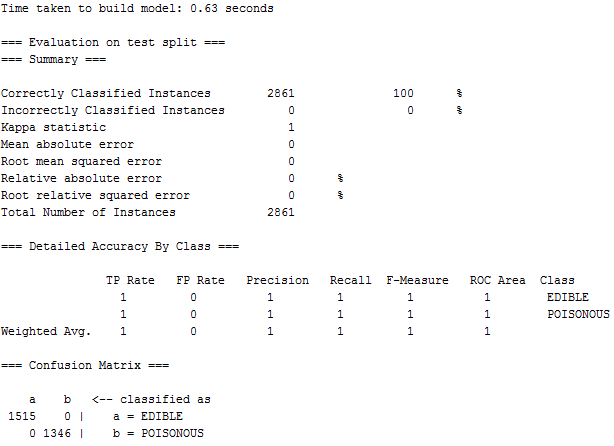 Time taken to build model: 0.63 seconds
=== Evaluation on test split ===
=== Summary ===
Correctly Classified Instances        2861              100      %
Incorrectly Classified Instances         0                0      %
Kappa statistic                          1
Mean absolute error                      0
Root mean squared error                  0
Relative absolute error                  0      %
Root relative squared error              0      %
Total Number of Instances             2861
=== Detailed Accuracy By Class ===
TP Rate   FP Rate   Precision   Recall  F-Measure   ROC Area  Class
1         0          1         1         1          1        EDIBLE
1         0          1         1         1          1        POISONOUS
Weighted Avg.    1         0          1         1         1          1
=== Confusion Matrix ===
a    b   <-- classified as
1515    0 |    a = EDIBLE
0 1346 |    b = POISONOUS